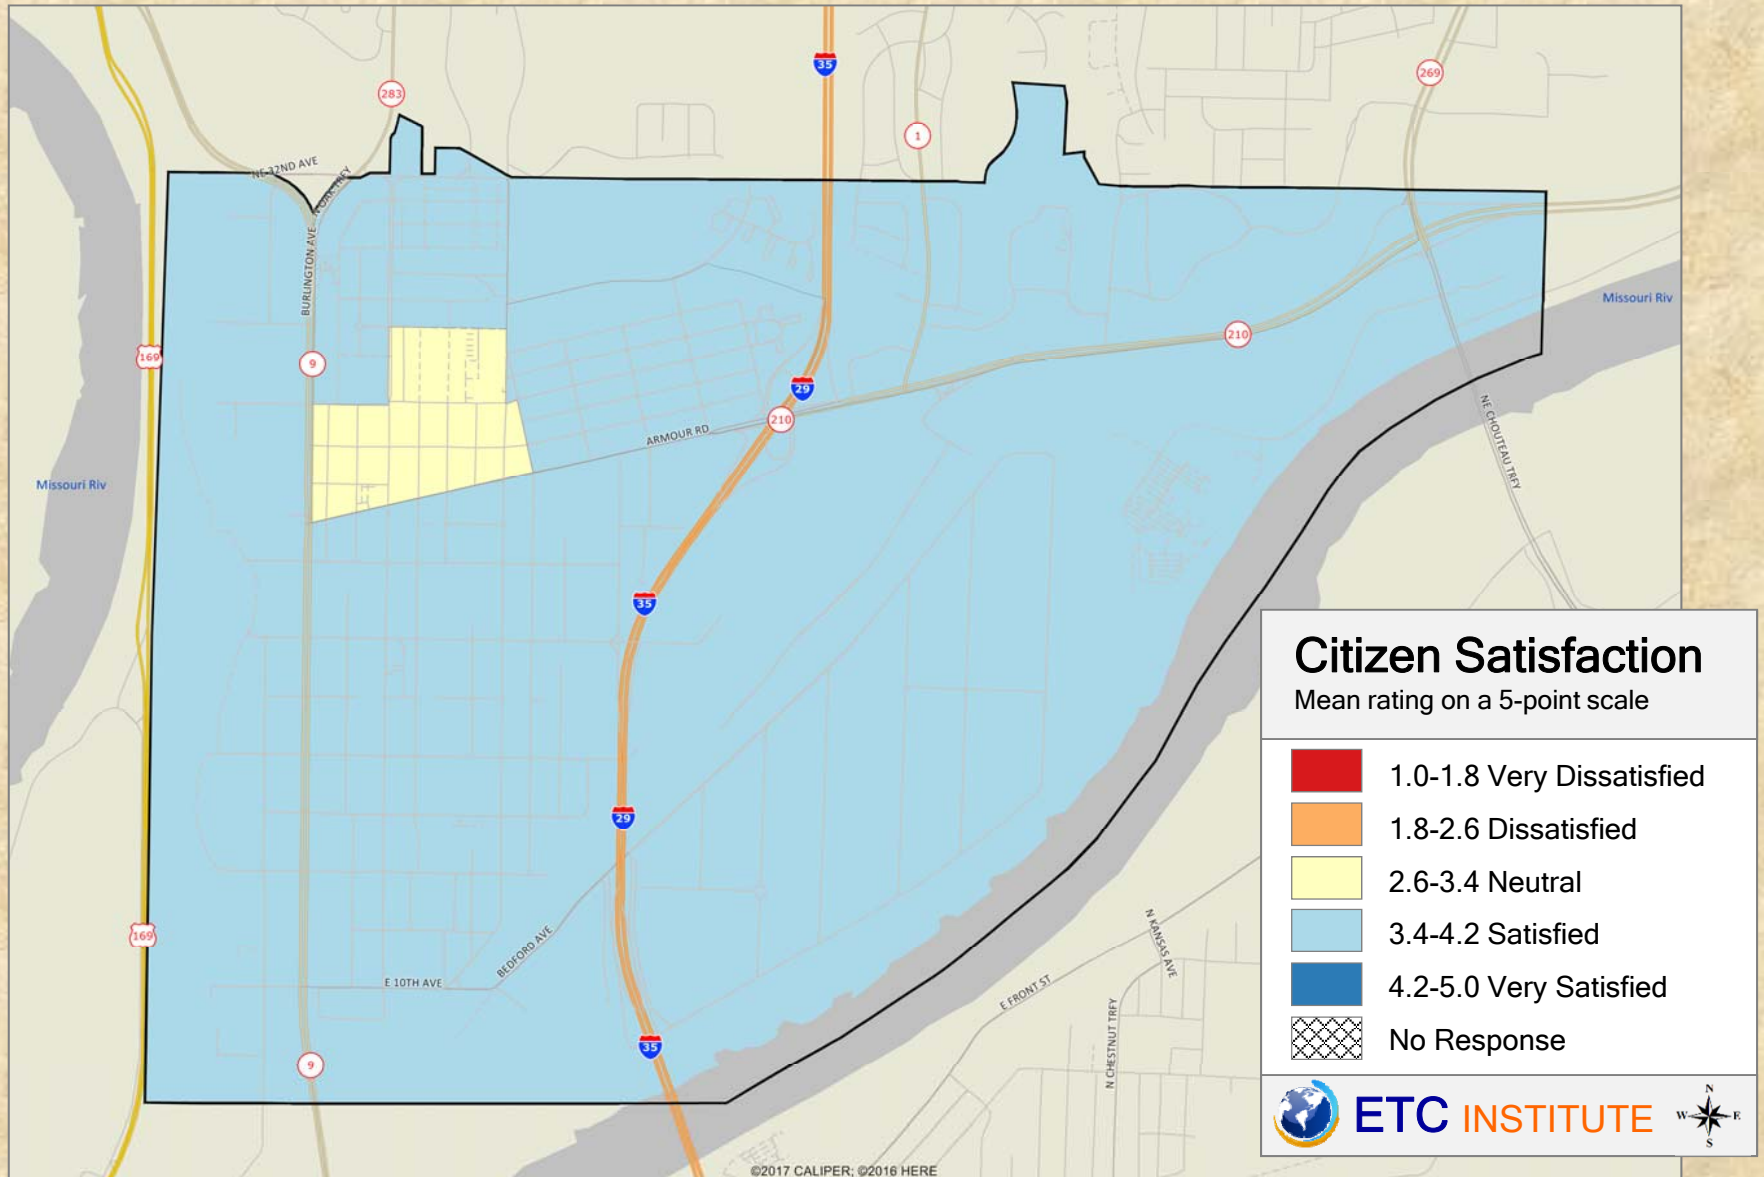 35
269
283
1
NE 32ND AVE
N OAK TRFY
BURLINGTON AVE
Missouri Riv
210
169
9
29
210
ARMOUR RD
NE CHOUTEAU TRFY
Missouri Riv
35
29
169
BEDFORD AVE
E 10TH AVE
N KANSAS AVE
E FRONT ST
N CHESTNUT TRFY
35
9
©2017 CALIPER; ©2016 HERE
Citizen Satisfaction
Mean rating on a 5-point scale
1.0-1.8 Very Dissatisfied
1.8-2.6 Dissatisfied
2.6-3.4 Neutral
3.4-4.2 Satisfied
4.2-5.0 Very Satisfied
No Response
ETC INSTITUTE
N
W E
S